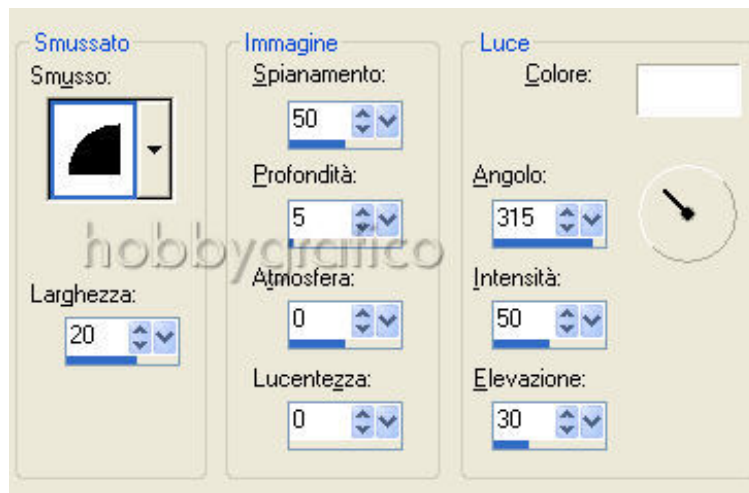 Smussato
Smusso:
Larghezza:
20
Immagine
Spianamento:
50
Profondità:
5
Atmosfera:
0
Lucentezza:
0
Luce
Colore:
Angolo:
315
Intensità:
50
Elevazione:
30
hobbygrafico